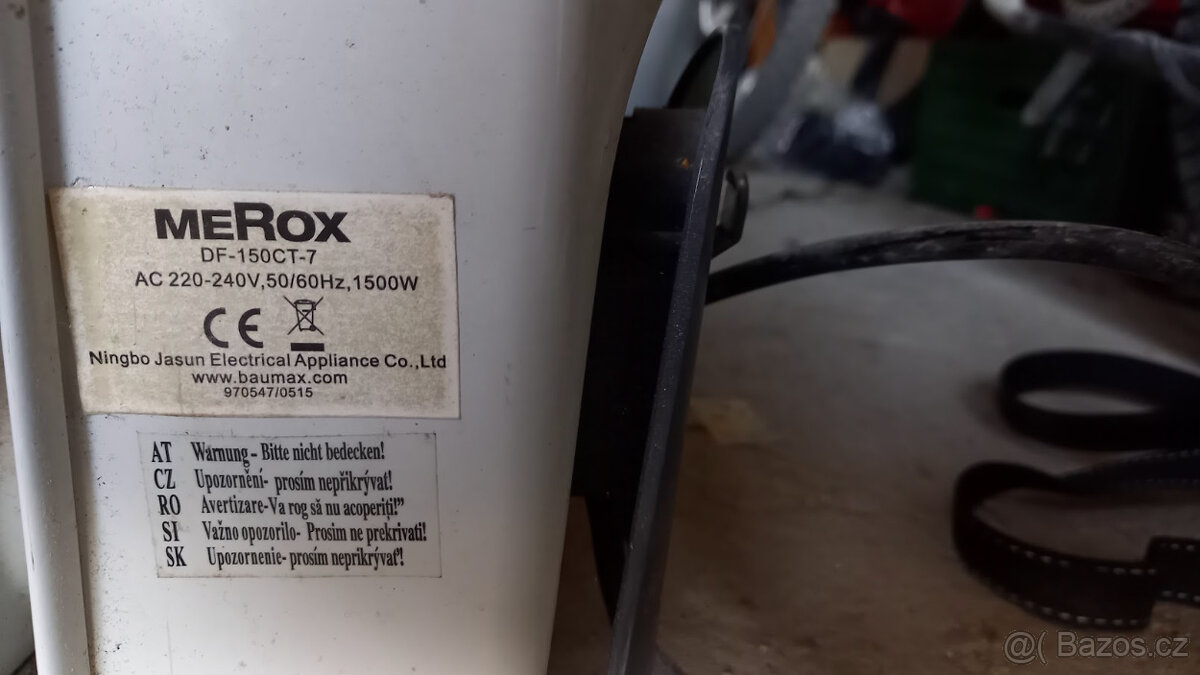 MEROX
DF-150CT-7
AC 220-240V,50/60Hz,1500W
CE
Ningbo Jasun Electrical Appliance Co.,Ltd
www.baumax.com
970547/0515
AT Warnung - Bitte nicht bedecken!
CZ Upozornění- prosím nepřikrývat!
RO Avertizare-Va rog să nu acoperiți!”
SI Važno opozorilo- Prosim ne prekrivati!
SK Upozornenie- prosím neprikrývať!
@( Bazos.cz